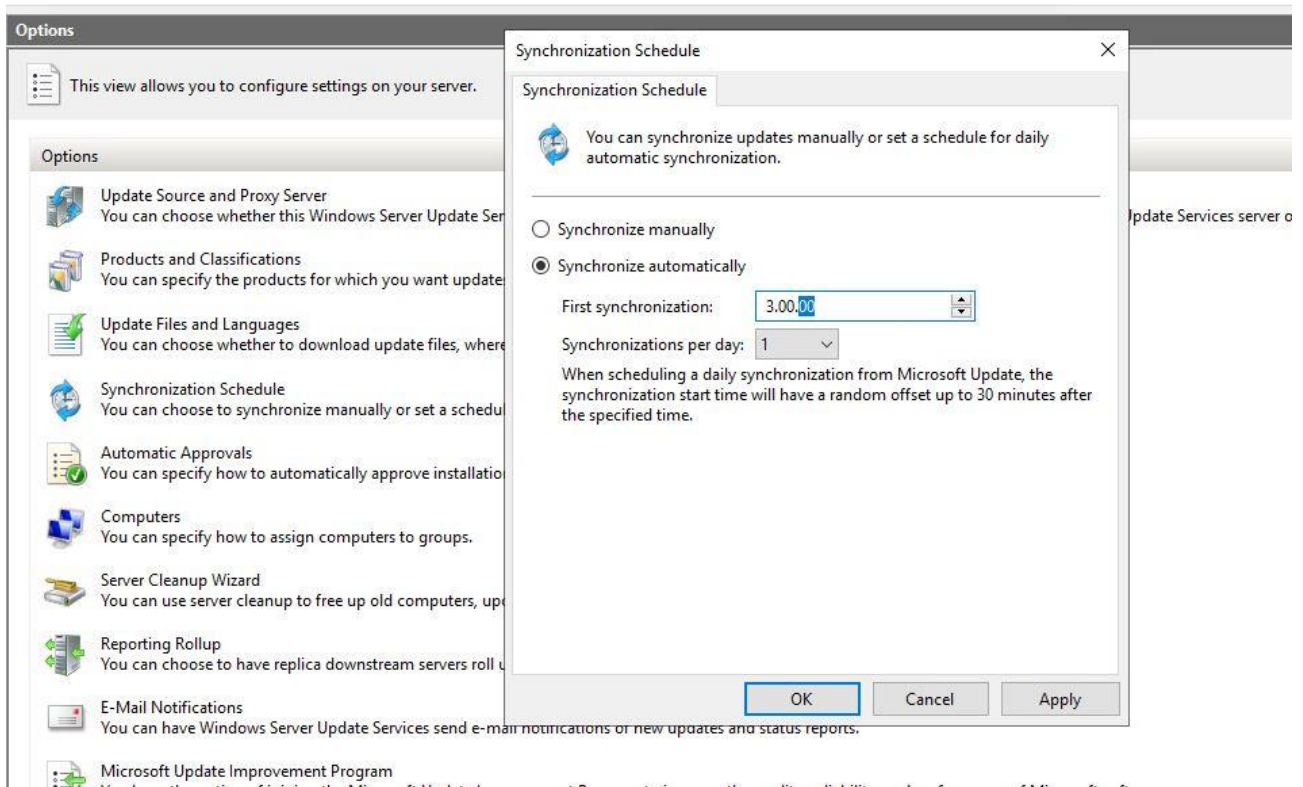 Options
This view allows you to configure settings on your server.
Options
Update Source and Proxy Server
You can choose whether this Windows Server Update Ser
Update Services server o
Products and Classifications
You can specify the products for which you want update
Update Files and Languages
You can choose whether to download update files, where
Synchronization Schedule
You can choose to synchronize manually or set a schedul
Automatic Approvals
You can specify how to automatically approve installatio
Computers
You can specify how to assign computers to groups.
Server Cleanup Wizard
You can use server cleanup to free up old computers, upd
Reporting Rollup
You can choose to have replica downstream servers roll u
E-Mail Notifications
You can have Windows Server Update Services send e-mail notifications of new updates and status reports.
Microsoft Update Improvement Program
Synchronization Schedule
Synchronization Schedule
You can synchronize updates manually or set a schedule for daily
automatic synchronization.
Synchronize manually
Synchronize automatically
First synchronization: 3.00.00
Synchronizations per day: 1
When scheduling a daily synchronization from Microsoft Update, the
synchronization start time will have a random offset up to 30 minutes after
the specified time.
OK Cancel Apply